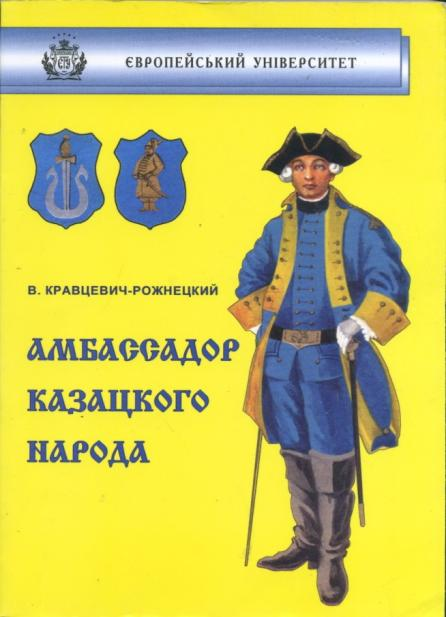 ЄВРОПЕЙСЬКИЙ УНІВЕРСИТЕТ
В. КРАВЦЕВИЧ-РОЖНЕЦКИЙ
АМБАССАДОР
КАЗАЦКОГО
НАРОДА